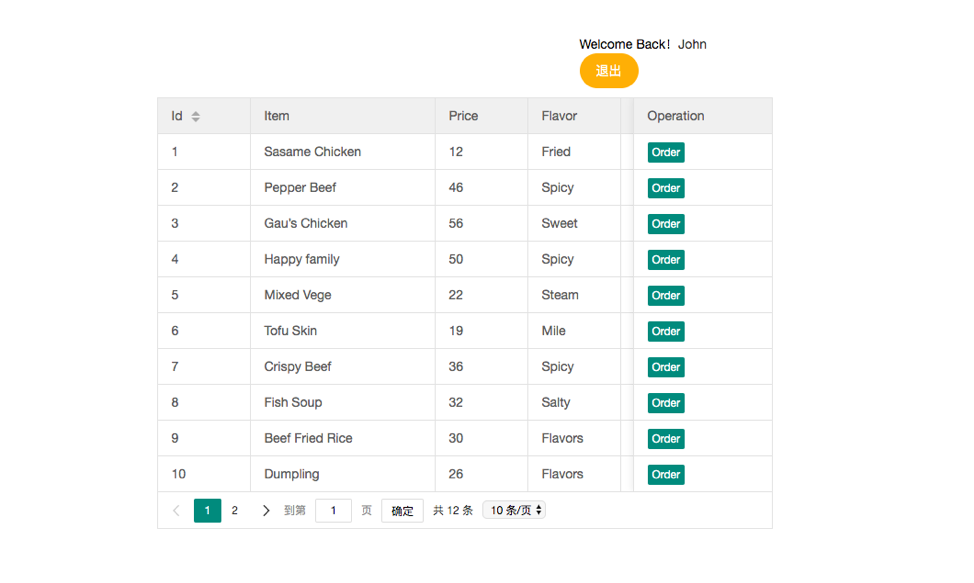 Welcome Back！John
退出
Id Item Price Flavor Operation
1 Sasame Chicken 12 Fried Order
2 Pepper Beef 46 Spicy Order
3 Gau's Chicken 56 Sweet Order
4 Happy family 50 Spicy Order
5 Mixed Vege 22 Steam Order
6 Tofu Skin 19 Mile Order
7 Crispy Beef 36 Spicy Order
8 Fish Soup 32 Salty Order
9 Beef Fried Rice 30 Flavors Order
10 Dumpling 26 Flavors Order
1 2 到第 1 页 确定 共 12 条 10 条/页